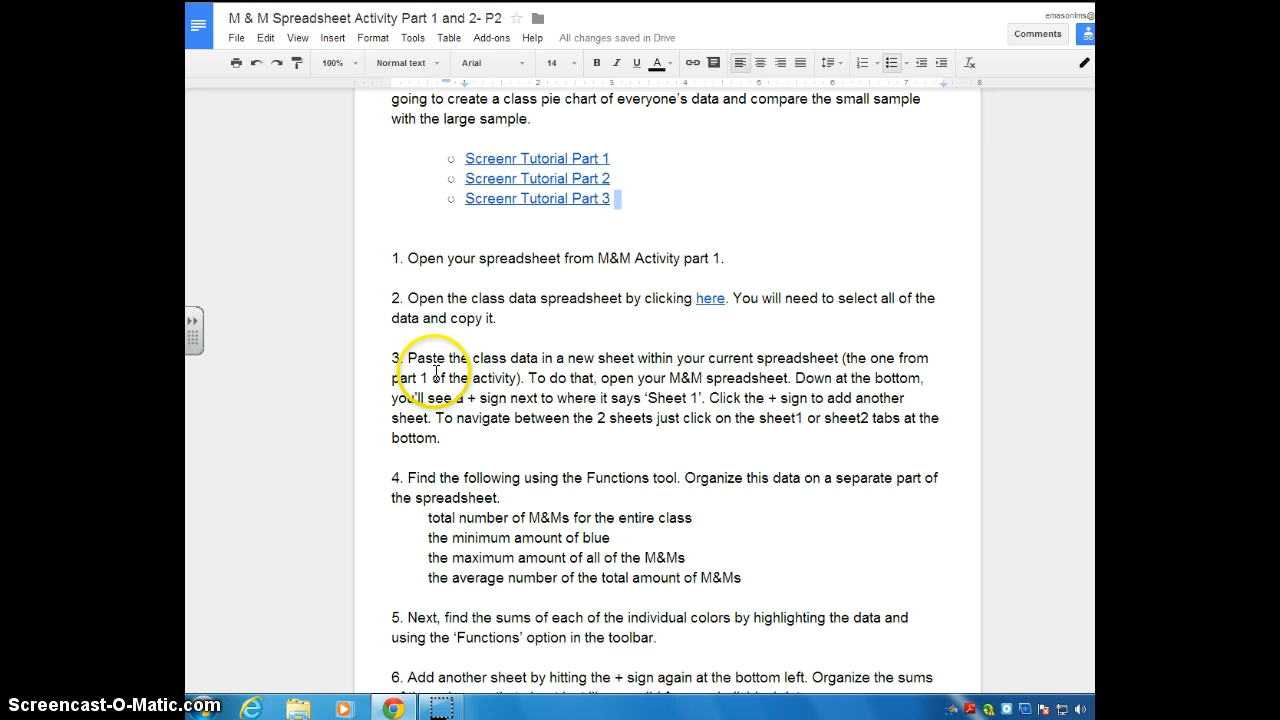 M & M Spreadsheet Activity Part 1 and 2- P2
emasonlms@
File Edit View Insert Format Tools Table Add-ons Help All changes saved in Drive
Comments
100% Normal text Arial 14 B I U A
1 2 3 4 5 6 7 8
going to create a class pie chart of everyone's data and compare the small sample
with the large sample.
Screenr Tutorial Part 1
Screenr Tutorial Part 2
Screenr Tutorial Part 3
1. Open your spreadsheet from M&M Activity part 1.
2. Open the class data spreadsheet by clicking here. You will need to select all of the
data and copy it.
3. Paste the class data in a new sheet within your current spreadsheet (the one from
part 1 of the activity). To do that, open your M&M spreadsheet. Down at the bottom,
you'll see a + sign next to where it says ‘Sheet 1’. Click the + sign to add another
sheet. To navigate between the 2 sheets just click on the sheet1 or sheet2 tabs at the
bottom.
4. Find the following using the Functions tool. Organize this data on a separate part of
the spreadsheet.
total number of M&Ms for the entire class
the minimum amount of blue
the maximum amount of all of the M&Ms
the average number of the total amount of M&Ms
5. Next, find the sums of each of the individual colors by highlighting the data and
using the ‘Functions’ option in the toolbar.
6. Add another sheet by hitting the + sign again at the bottom left. Organize the sums
Screencast-O-Matic.com